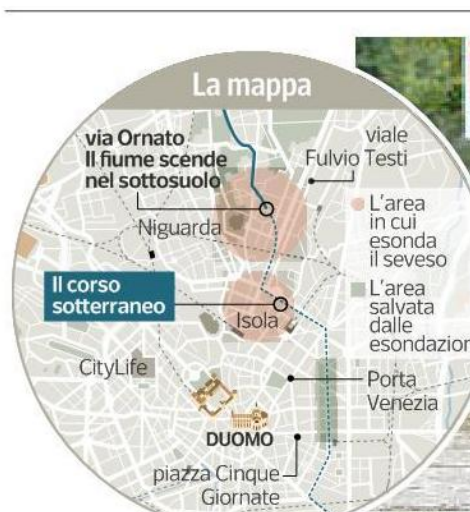 La mappa
via Ornato
Il fiume scende
nel sottosuolo
viale
Fulvio Testi
Niguarda
L'area
in cui
esonda
il seveso
Il corso
sotterraneo
Isola
L'area
salvata
dalle
esondazion
CityLife
Porta
Venezia
DUOMO
piazza Cinque
Giornate